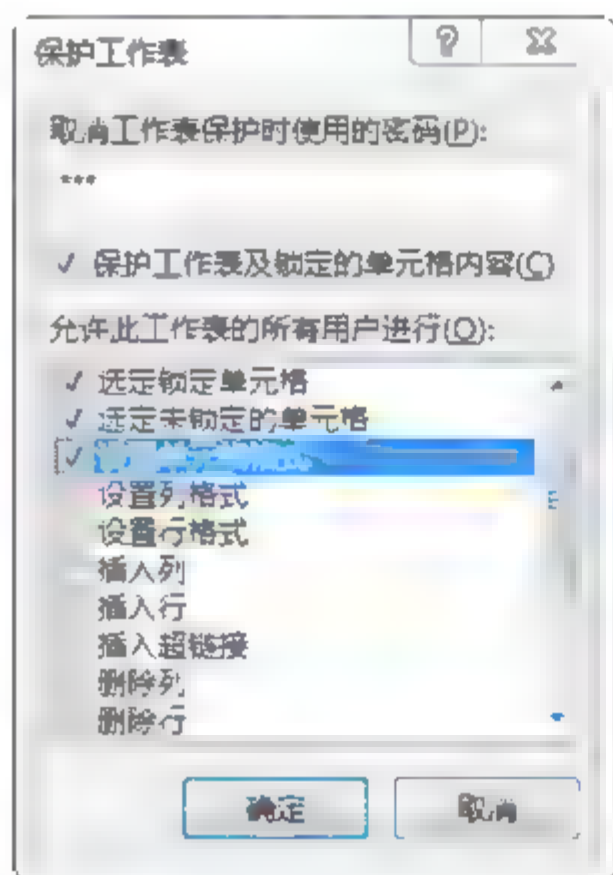 保护工作表
取消工作表保护时使用的密码(P):
***
✓ 保护工作表及锁定的单元格内容(C)
允许此工作表的所有用户进行(O):
✓ 选定锁定单元格
✓ 选定未锁定的单元格
✓
设置列格式
设置行格式
插入列
插入行
插入超链接
删除列
删除行
确定 取消